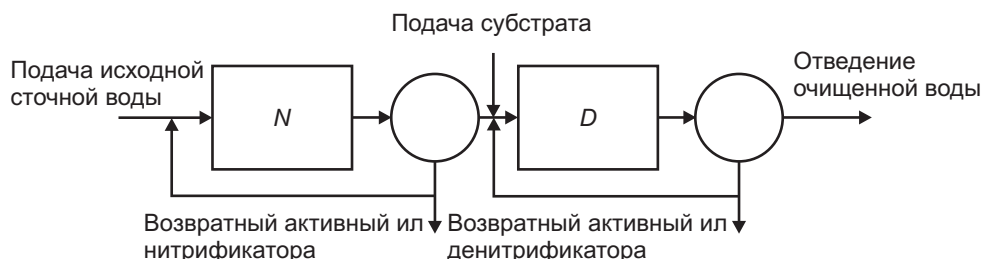 Подача субстрата
Подача исходной
сточной воды
N
D
Отведение
очищенной воды
Возвратный активный ил
нитрификатора
Возвратный активный ил
денитрификатора